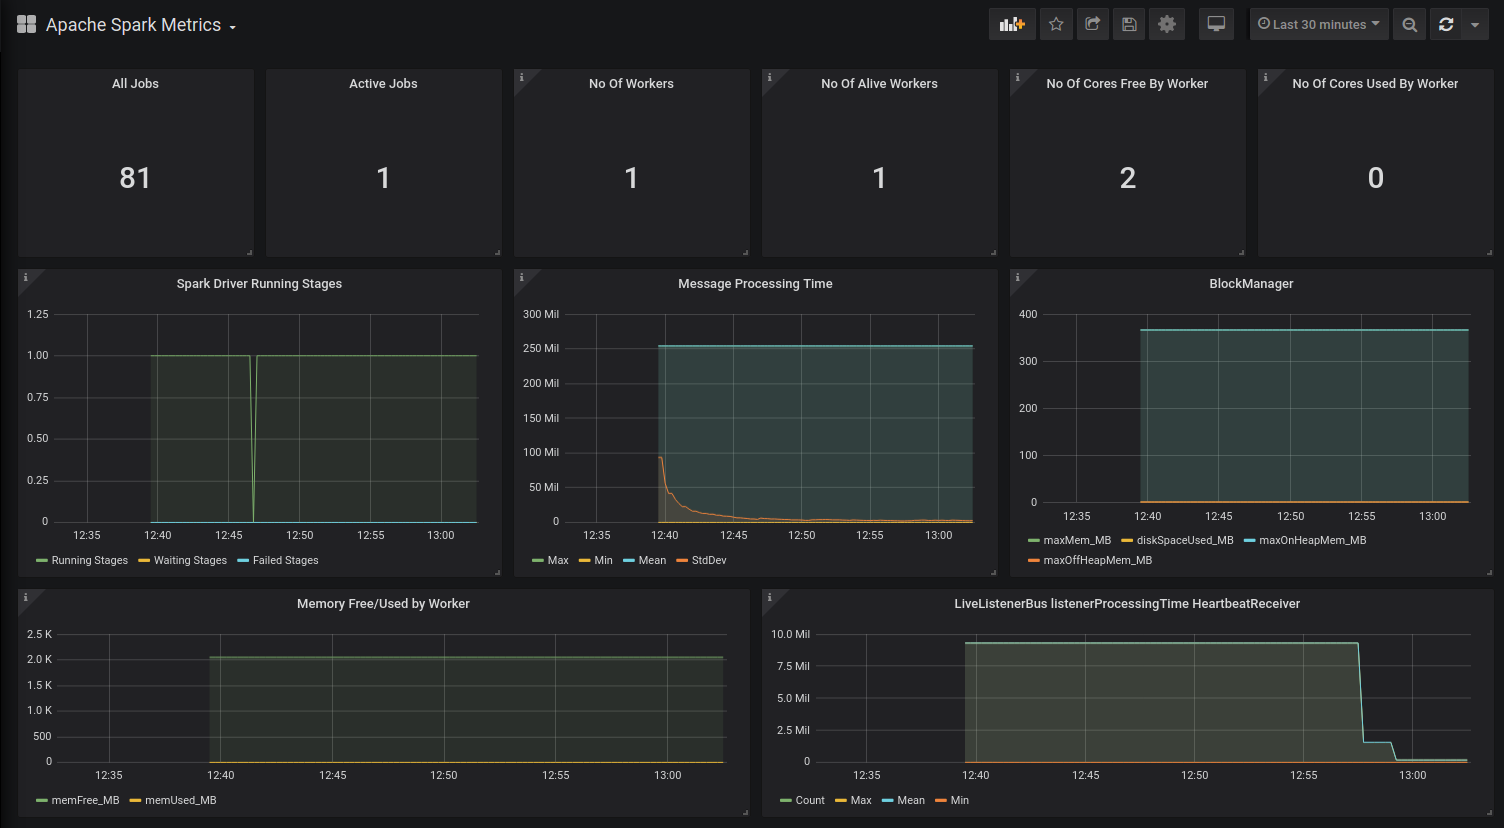 Apache Spark Metrics
Last 30 minutes
All Jobs
81
Active Jobs
1
No Of Workers
1
No Of Alive Workers
1
No Of Cores Free By Worker
2
No Of Cores Used By Worker
0
Spark Driver Running Stages
1.25
1.00
0.75
0.50
0.25
0
12:35 12:40 12:45 12:50 12:55 13:00
Running Stages Waiting Stages Failed Stages
Message Processing Time
300 Mil
250 Mil
200 Mil
150 Mil
100 Mil
50 Mil
0
12:35 12:40 12:45 12:50 12:55 13:00
Max Min Mean StdDev
BlockManager
400
300
200
100
0
12:35 12:40 12:45 12:50 12:55 13:00
maxMem_MB diskSpaceUsed_MB maxOnHeapMem_MB
maxOffHeapMem_MB
Memory Free/Used by Worker
2.5 K
2.0 K
1.5 K
1.0 K
500
0
12:35 12:40 12:45 12:50 12:55 13:00
memFree_MB memUsed_MB
LiveListenerBus listenerProcessingTime HeartbeatReceiver
10.0 Mil
7.5 Mil
5.0 Mil
2.5 Mil
0
12:35 12:40 12:45 12:50 12:55 13:00
Count Max Mean Min